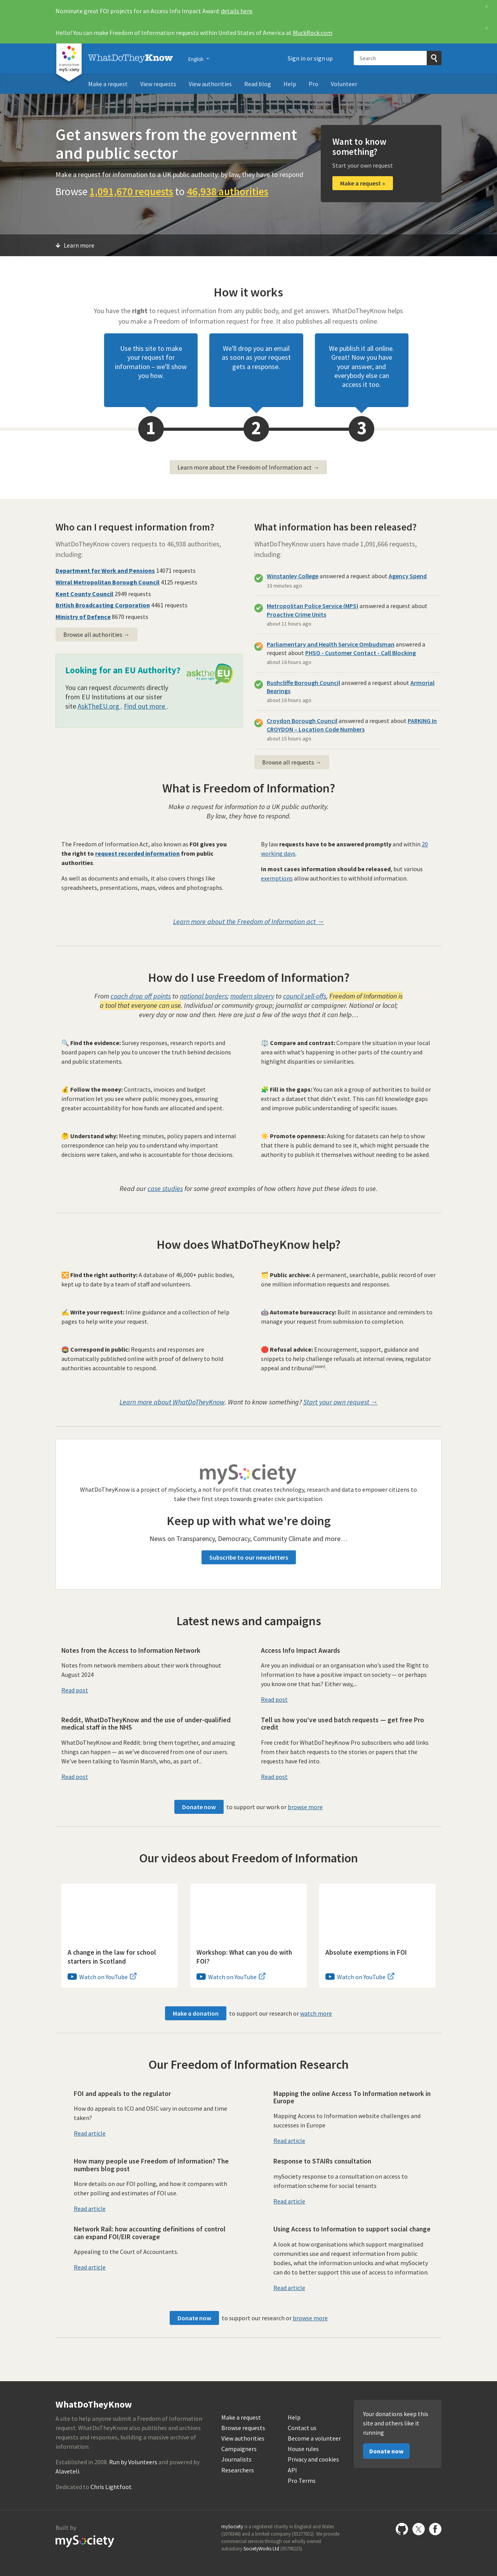 Nominate great FOI projects for an Access Info Impact Award: details here
Hello! You can make Freedom of Information requests within United States of America at MuckRock.com
from mySociety
WhatDoTheyKnow
English
Sign in or sign up
Search
Make a request View requests View authorities Read blog Help Pro Volunteer
Get answers from the government
and public sector
Make a request for information to a UK public authority: by law, they have to respond
Browse 1,091,670 requests to 46,938 authorities
Want to know
something?
Start your own request
Make a request »
Learn more
How it works
You have the right to request information from any public body, and get answers. WhatDoTheyKnow helps
you make a Freedom of Information request for free. It also publishes all requests online.
Use this site to make
your request for
information – we'll show
you how.
We'll drop you an email
as soon as your request
gets a response.
We publish it all online.
Great! Now you have
your answer, and
everybody else can
access it too.
1
2
3
Learn more about the Freedom of Information act →
Who can I request information from?
WhatDoTheyKnow covers requests to 46,938 authorities,
including:
Department for Work and Pensions 14071 requests
Wirral Metropolitan Borough Council 4125 requests
Kent County Council 2949 requests
British Broadcasting Corporation 4461 requests
Ministry of Defence 8670 requests
Browse all authorities →
Looking for an EU Authority?
asktheEU
You can request documents directly
from EU Institutions at our sister
site AskTheEU.org . Find out more .
What information has been released?
WhatDoTheyKnow users have made 1,091,666 requests,
including:
Winstanley College answered a request about Agency Spend
33 minutes ago
Metropolitan Police Service (MPS) answered a request about
Proactive Crime Units
about 11 hours ago
Parliamentary and Health Service Ombudsman answered a
request about PHSO - Customer Contact - Call Blocking
about 16 hours ago
Rushcliffe Borough Council answered a request about Armorial
Bearings
about 16 hours ago
Croydon Borough Council answered a request about PARKING In
CROYDON – Location Code Numbers
about 15 hours ago
Browse all requests →
What is Freedom of Information?
Make a request for information to a UK public authority.
By law, they have to respond.
The Freedom of Information Act, also known as FOI gives you
the right to request recorded information from public
authorities.
As well as documents and emails, it also covers things like
spreadsheets, presentations, maps, videos and photographs.
By law requests have to be answered promptly and within 20
working days.
In most cases information should be released, but various
exemptions allow authorities to withhold information.
Learn more about the Freedom of Information act →
How do I use Freedom of Information?
From coach drop off points to national borders; modern slavery to council sell-offs, Freedom of Information is
a tool that everyone can use. Individual or community group; journalist or campaigner. National or local;
every day or now and then. Here are just a few of the ways that it can help…
🔍 Find the evidence: Survey responses, research reports and
board papers can help you to uncover the truth behind decisions
and public statements.
⚖️ Compare and contrast: Compare the situation in your local
area with what's happening in other parts of the country and
highlight disparities or similarities.
💰 Follow the money: Contracts, invoices and budget
information let you see where public money goes, ensuring
greater accountability for how funds are allocated and spent.
🧩 Fill in the gaps: You can ask a group of authorities to build or
extract a dataset that didn't exist. This can fill knowledge gaps
and improve public understanding of specific issues.
🤔 Understand why: Meeting minutes, policy papers and internal
correspondence can help you to understand why important
decisions were taken, and who is accountable for those decisions.
☀️ Promote openness: Asking for datasets can help to show
that there is public demand to see it, which might persuade the
authority to publish it themselves without needing to be asked.
Read our case studies for some great examples of how others have put these ideas to use.
How does WhatDoTheyKnow help?
🔀 Find the right authority: A database of 46,000+ public bodies,
kept up to date by a team of staff and volunteers.
🗂️ Public archive: A permanent, searchable, public record of over
one million information requests and responses.
✍️ Write your request: Inline guidance and a collection of help
pages to help write your request.
🤖 Automate bureaucracy: Built in assistance and reminders to
manage your request from submission to completion.
📮 Correspond in public: Requests and responses are
automatically published online with proof of delivery to hold
authorities accountable to respond.
🛑 Refusal advice: Encouragement, support, guidance and
snippets to help challenge refusals at internal review, regulator
appeal and tribunal
Learn more about WhatDoTheyKnow. Want to know something? Start your own request →
mySociety
WhatDoTheyKnow is a project of mySociety, a not for profit that creates technology, research and data to empower citizens to
take their first steps towards greater civic participation.
Keep up with what we're doing
News on Transparency, Democracy, Community Climate and more…
Subscribe to our newsletters
Latest news and campaigns
Notes from the Access to Information Network
Notes from network members about their work throughout
August 2024
Read post
Access Info Impact Awards
Are you an individual or an organisation who's used the Right to
Information to have a positive impact on society — or perhaps
you know one that has? Either way,...
Read post
Reddit, WhatDoTheyKnow and the use of under-qualified
medical staff in the NHS
WhatDoTheyKnow and Reddit: bring them together, and amazing
things can happen — as we've discovered from one of our users.
We've been talking to Yasmin Marsh, who, as part of...
Read post
Tell us how you've used batch requests — get free Pro
credit
Free credit for WhatDoTheyKnow Pro subscribers who add links
from their batch requests to the stories or papers that the
requests have fed into.
Read post
Donate now to support our work or browse more
Our videos about Freedom of Information
A change in the law for school
starters in Scotland
Watch on YouTube
Workshop: What can you do with
FOI?
Watch on YouTube
Absolute exemptions in FOI
Watch on YouTube
Make a donation to support our research or watch more
Our Freedom of Information Research
FOI and appeals to the regulator
How do appeals to ICO and OSIC vary in outcome and time
taken?
Read article
Mapping the online Access To Information network in
Europe
Mapping Access to Information website challenges and
successes in Europe
Read article
How many people use Freedom of Information? The
numbers blog post
More details on our FOI polling, and how it compares with
other polling and estimates of FOI use.
Read article
Response to STAIRs consultation
mySociety response to a consultation on access to
information scheme for social tenants
Read article
Network Rail: how accounting definitions of control
can expand FOI/EIR coverage
Appealing to the Court of Accountants.
Read article
Using Access to Information to support social change
A look at how organisations which support marginalised
communities use and request information from public
bodies, what the information unlocks and what mySociety
can do to better support this use of access to information.
Read article
Donate now to support our research or browse more
WhatDoTheyKnow
A site to help anyone submit a Freedom of Information
request. WhatDoTheyKnow also publishes and archives
requests and responses, building a massive archive of
information.
Established in 2008. Run by Volunteers and powered by
Alaveteli.
Dedicated to Chris Lightfoot.
Make a request
Browse requests
View authorities
Campaigners
Journalists
Researchers
Help
Contact us
Become a volunteer
House rules
Privacy and cookies
API
Pro Terms
Your donations keep this
site and others like it
running
Donate now
Built by
mySociety
mySociety is a registered charity in England and Wales
(1076346) and a limited company (03277032). We provide
commercial services through our wholly owned
subsidiary SocietyWorks Ltd (05798215).